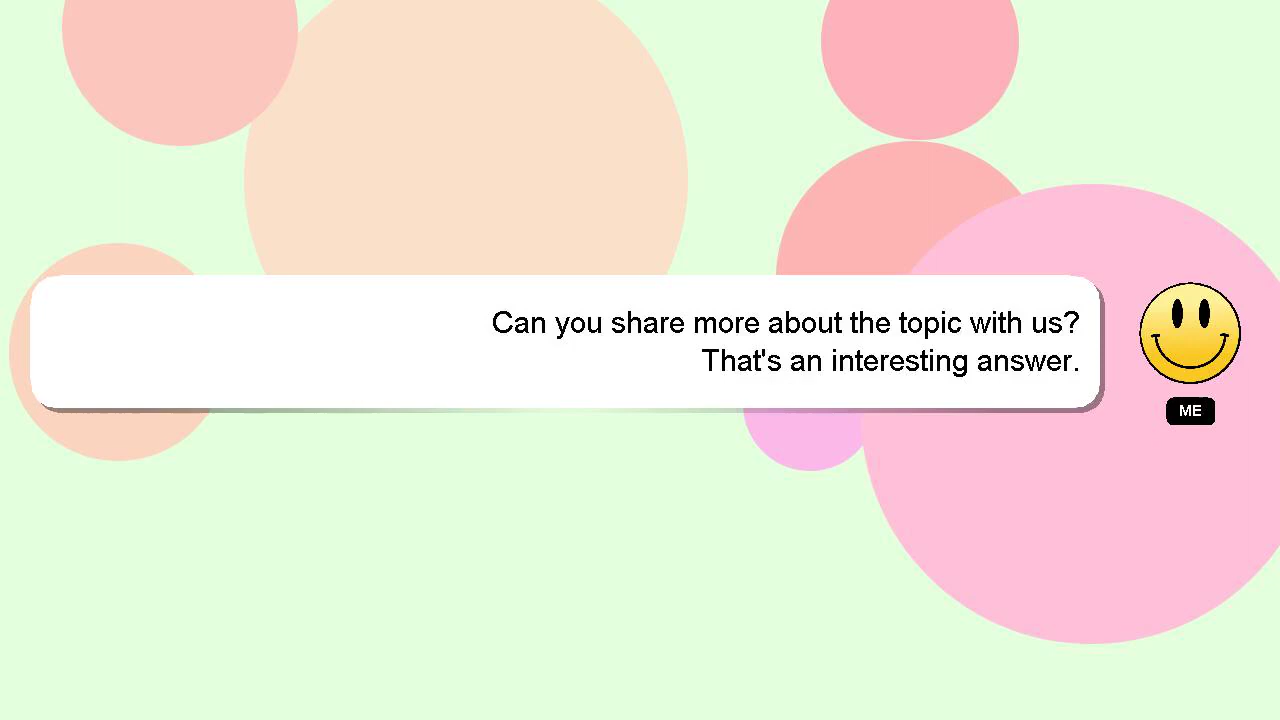 Can you share more about the topic with us?
That's an interesting answer.
ME